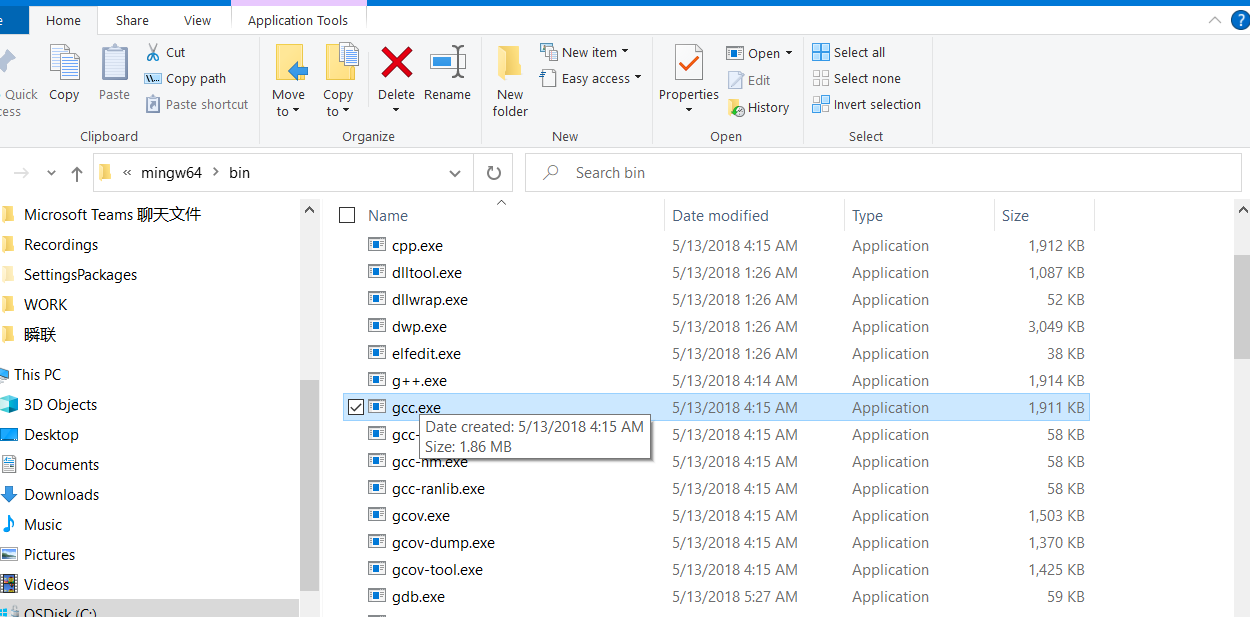 e Home Share View Application Tools
Quick
cess
Copy
Paste
Cut
Copy path
Paste shortcut
Move
to
Copy
to
Delete
Rename
New
folder
New item
Easy access
Properties
Open
Edit
History
Select all
Select none
Invert selection
Clipboard Organize New Open Select
« mingw64 > bin
Search bin
Microsoft Teams 聊天文件
Recordings
SettingsPackages
WORK
瞬联
This PC
3D Objects
Desktop
Documents
Downloads
Music
Pictures
Videos
OSDisk (C:)
Name Date modified Type Size
cpp.exe 5/13/2018 4:15 AM Application 1,912 KB
dlltool.exe 5/13/2018 1:26 AM Application 1,087 KB
dllwrap.exe 5/13/2018 1:26 AM Application 52 KB
dwp.exe 5/13/2018 1:26 AM Application 3,049 KB
elfedit.exe 5/13/2018 1:26 AM Application 38 KB
g++.exe 5/13/2018 4:14 AM Application 1,914 KB
gcc.exe 5/13/2018 4:15 AM Application 1,911 KB
Date created: 5/13/2018 4:15 AM
Size: 1.86 MB
gcc- 5/13/2018 4:15 AM Application 58 KB
gcc-nm.exe 5/13/2018 4:15 AM Application 58 KB
gcc-ranlib.exe 5/13/2018 4:15 AM Application 58 KB
gcov.exe 5/13/2018 4:15 AM Application 1,503 KB
gcov-dump.exe 5/13/2018 4:15 AM Application 1,370 KB
gcov-tool.exe 5/13/2018 4:15 AM Application 1,425 KB
gdb.exe 5/13/2018 5:27 AM Application 59 KB